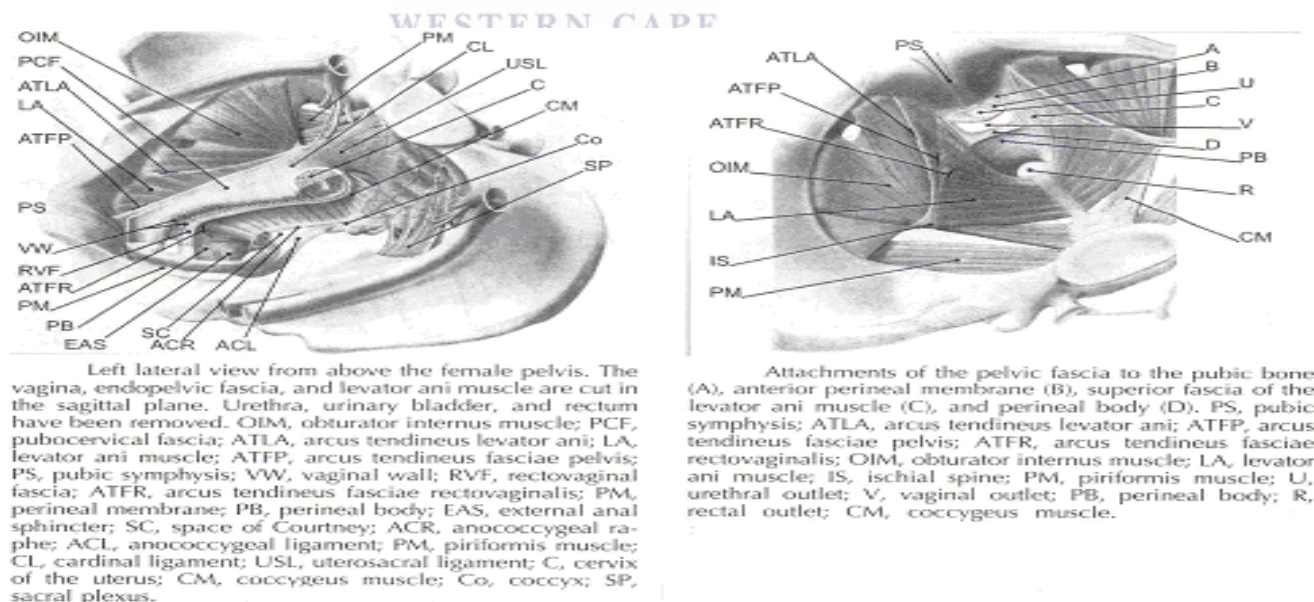 WESTERN CAPE
OIM
PCF
ATLA
LA
ATFP
PS
VW
RVF
ATFR
PM
PB
EAS
SC
ACR
ACL
PM
CL
USL
C
CM
Co
SP
Left lateral view from above the female pelvis. The
vagina, endopelvic fascia, and levator ani muscle are cut in
the sagittal plane. Urethra, urinary bladder, and rectum
have been removed. OIM, obturator internus muscle; PCF,
pubocervical fascia; ATLA, arcus tendineus levator ani; LA,
levator ani muscle; ATFP, arcus tendineus fasciae pelvis;
PS, pubic symphysis; VW, vaginal wall; RVF, rectovaginal
fascia; ATFR, arcus tendineus fasciae rectovaginalis; PM,
perineal membrane; PB, perineal body; EAS, external anal
sphincter; SC, space of Courtney; ACR, anococcygeal ra-
phe; ACL, anococcygeal ligament; PM, piriformis muscle;
CL, cardinal ligament; USL, uterosacral ligament; C, cervix
of the uterus; CM, coccygeus muscle; Co, coccyx; SP,
sacral plexus.
PS
ATLA
ATFP
ATFR
OIM
LA
IS
PM
A
B
U
C
V
D
PB
R
CM
Attachments of the pelvic fascia to the pubic bone
(A), anterior perineal membrane (B), superior fascia of the
levator ani muscle (C), and perineal body (D). PS, pubic
symphysis; ATLA, arcus tendineus levator ani; ATFP, arcus
tendineus fasciae pelvis; ATFR, arcus tendineus fasciae
rectovaginalis; OIM, obturator internus muscle; LA, levator
ani muscle; IS, ischial spine; PM, piriformis muscle; U,
urethral outlet; V, vaginal outlet; PB, perineal body; R,
rectal outlet; CM, coccygeus muscle.